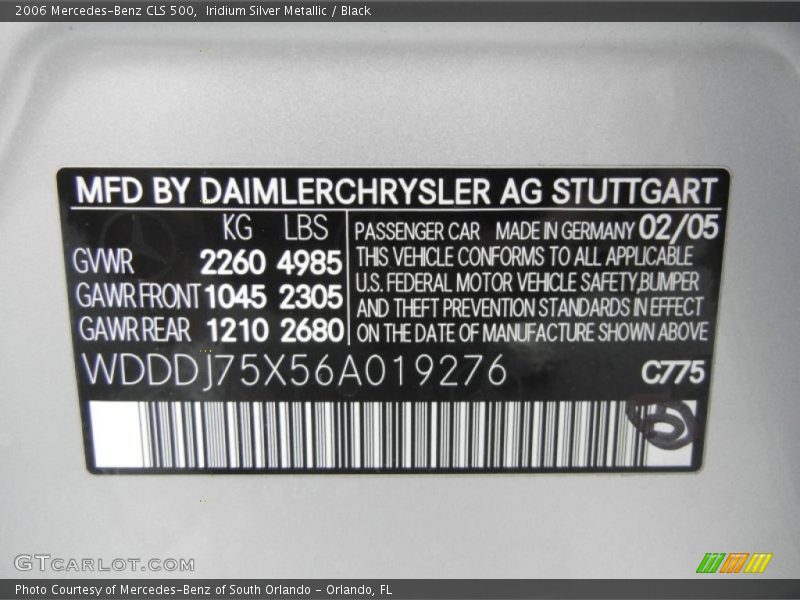 2006 Mercedes-Benz CLS 500, Iridium Silver Metallic / Black
MFD BY DAIMLERCHRYSLER AG STUTTGART
KG LBS
GVWR 2260 4985
GAWR FRONT 1045 2305
GAWR REAR 1210 2680
PASSENGER CAR MADE IN GERMANY 02/05
THIS VEHICLE CONFORMS TO ALL APPLICABLE
U.S. FEDERAL MOTOR VEHICLE SAFETY,BUMPER
AND THEFT PREVENTION STANDARDS IN EFFECT
ON THE DATE OF MANUFACTURE SHOWN ABOVE
WDDDJ75X56A019276 C775
GTCARLOT.COM
Photo Courtesy of Mercedes-Benz of South Orlando - Orlando, FL